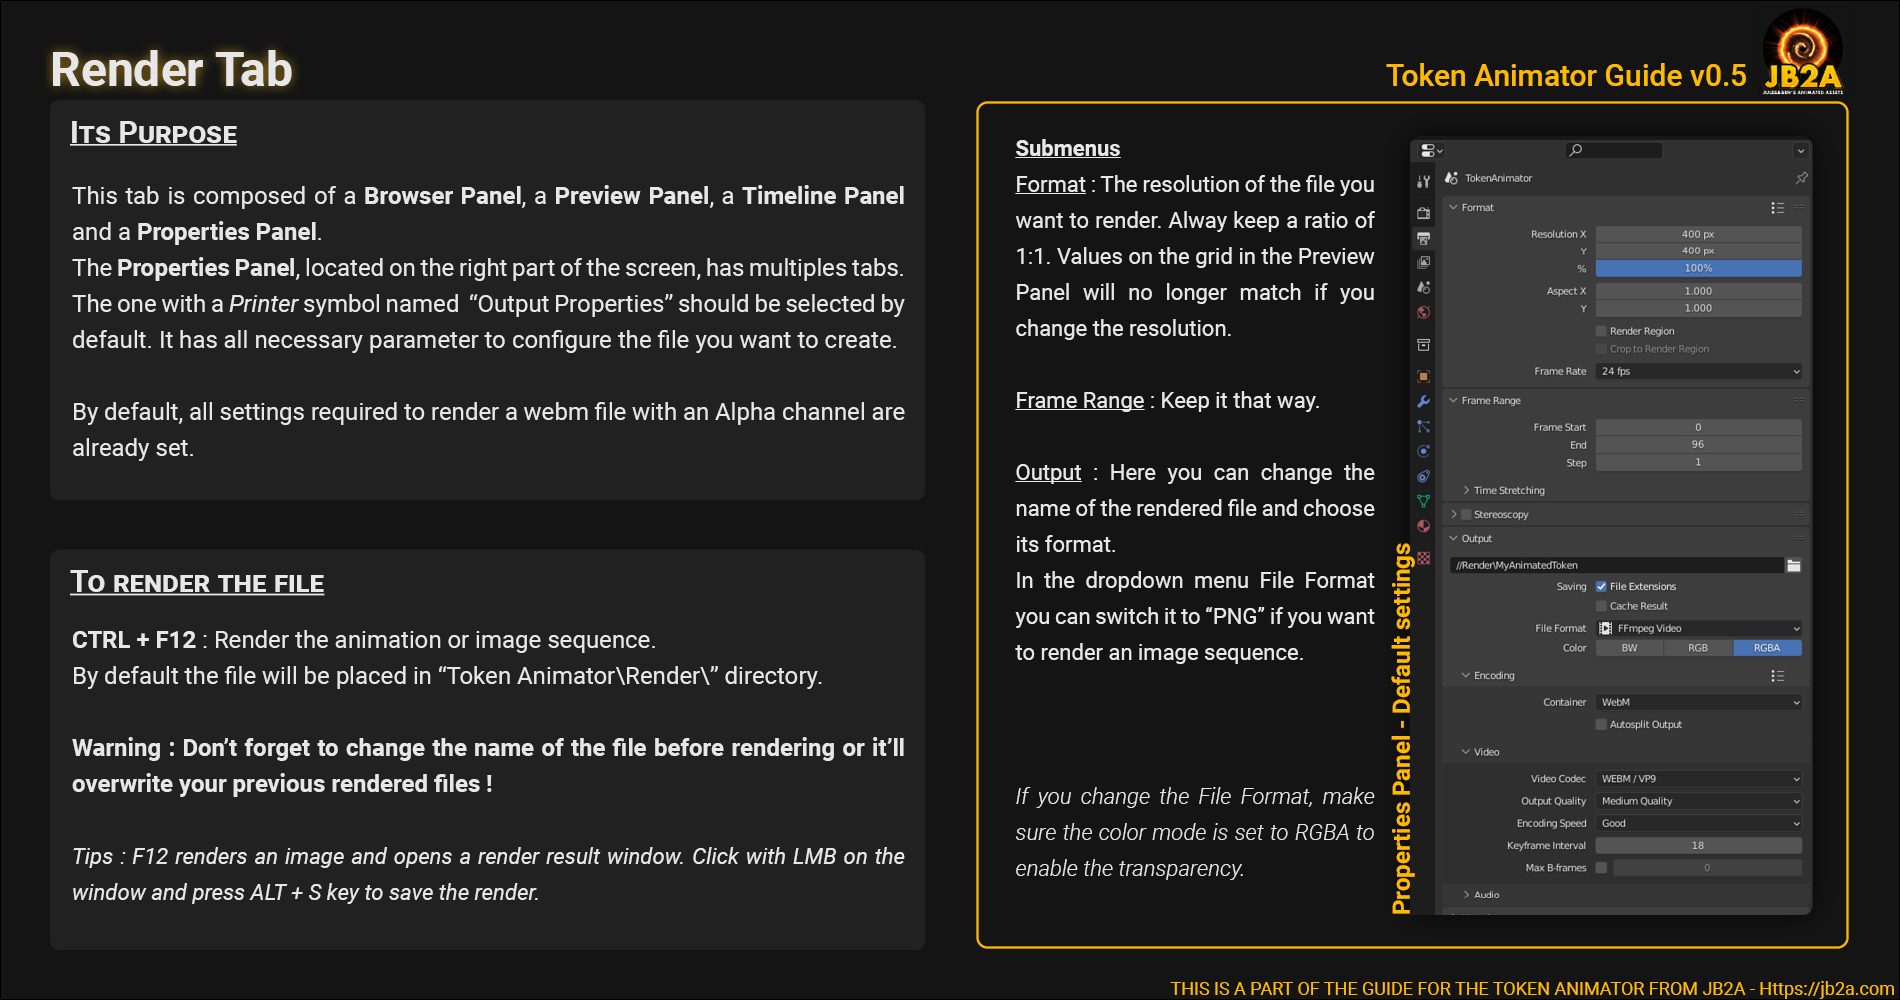 Render Tab
Token Animator Guide v0.5
JB2A
JULES&BEN'S ANIMATED ASSETS
ITS PURPOSE
This tab is composed of a Browser Panel, a Preview Panel, a Timeline Panel
and a Properties Panel.
The Properties Panel, located on the right part of the screen, has multiples tabs.
The one with a Printer symbol named “Output Properties” should be selected by
default. It has all necessary parameter to configure the file you want to create.
By default, all settings required to render a webm file with an Alpha channel are
already set.
TO RENDER THE FILE
CTRL + F12 : Render the animation or image sequence.
By default the file will be placed in “Token Animator\Render\” directory.
Warning : Don’t forget to change the name of the file before rendering or it’ll
overwrite your previous rendered files !
Tips : F12 renders an image and opens a render result window. Click with LMB on the
window and press ALT + S key to save the render.
Submenus
Format : The resolution of the file you
want to render. Alway keep a ratio of
1:1. Values on the grid in the Preview
Panel will no longer match if you
change the resolution.
Frame Range : Keep it that way.
Output : Here you can change the
name of the rendered file and choose
its format.
In the dropdown menu File Format
you can switch it to “PNG” if you want
to render an image sequence.
If you change the File Format, make
sure the color mode is set to RGBA to
enable the transparency.
Properties Panel - Default settings
TokenAnimator
Format
Resolution X 400 px
Y 400 px
% 100%
Aspect X 1.000
Y 1.000
Render Region
Crop to Render Region
Frame Rate 24 fps
Frame Range
Frame Start 0
End 96
Step 1
Time Stretching
Stereoscopy
Output
//Render\MyAnimatedToken
Saving File Extensions
Cache Result
File Format FFmpeg Video
Color BW RGB RGBA
Encoding
Container WebM
Autosplit Output
Video
Video Codec WEBM / VP9
Output Quality Medium Quality
Encoding Speed Good
Keyframe Interval 18
Max B-frames 0
Audio
THIS IS A PART OF THE GUIDE FOR THE TOKEN ANIMATOR FROM JB2A - Https://jb2a.com